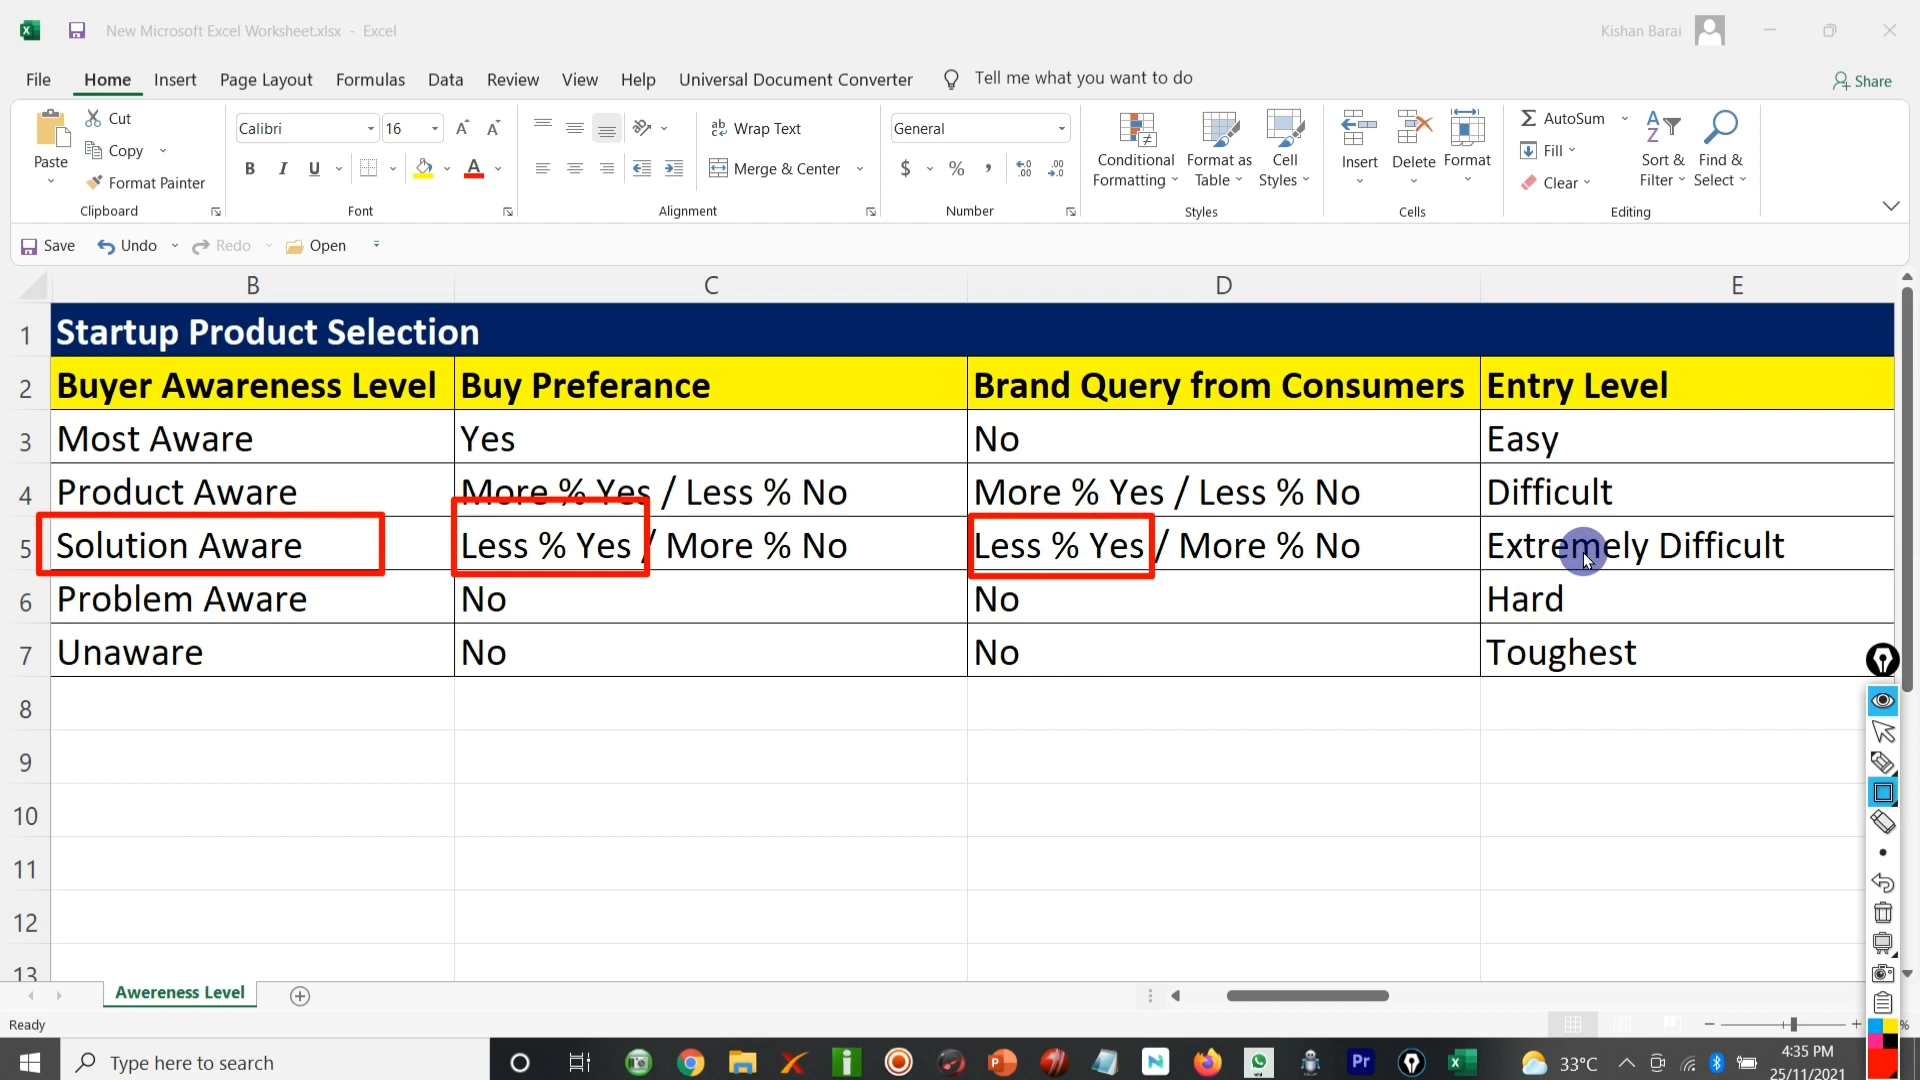 New Microsoft Excel Worksheet.xlsx - Excel
Kishan Barai
File Home Insert Page Layout Formulas Data Review View Help Universal Document Converter Tell me what you want to do Share
Paste
Cut
Copy
Format Painter
Clipboard
Calibri 16
B I U
Font
Wrap Text
Merge & Center
Alignment
General
$ % ,
Number
Conditional Formatting
Format as Table
Cell Styles
Styles
Insert Delete Format
Cells
AutoSum
Fill
Clear
Sort & Filter
Find & Select
Editing
Save Undo Redo Open
B C D E
1 Startup Product Selection
2 Buyer Awareness Level Buy Preferance Brand Query from Consumers Entry Level
3 Most Aware Yes No Easy
4 Product Aware More % Yes / Less % No More % Yes / Less % No Difficult
5 Solution Aware Less % Yes / More % No Less % Yes / More % No Extremely Difficult
6 Problem Aware No No Hard
7 Unaware No No Toughest
8
9
10
11
12
13
Awereness Level
Ready
%
Type here to search
33°C
4:35 PM
25/11/2021